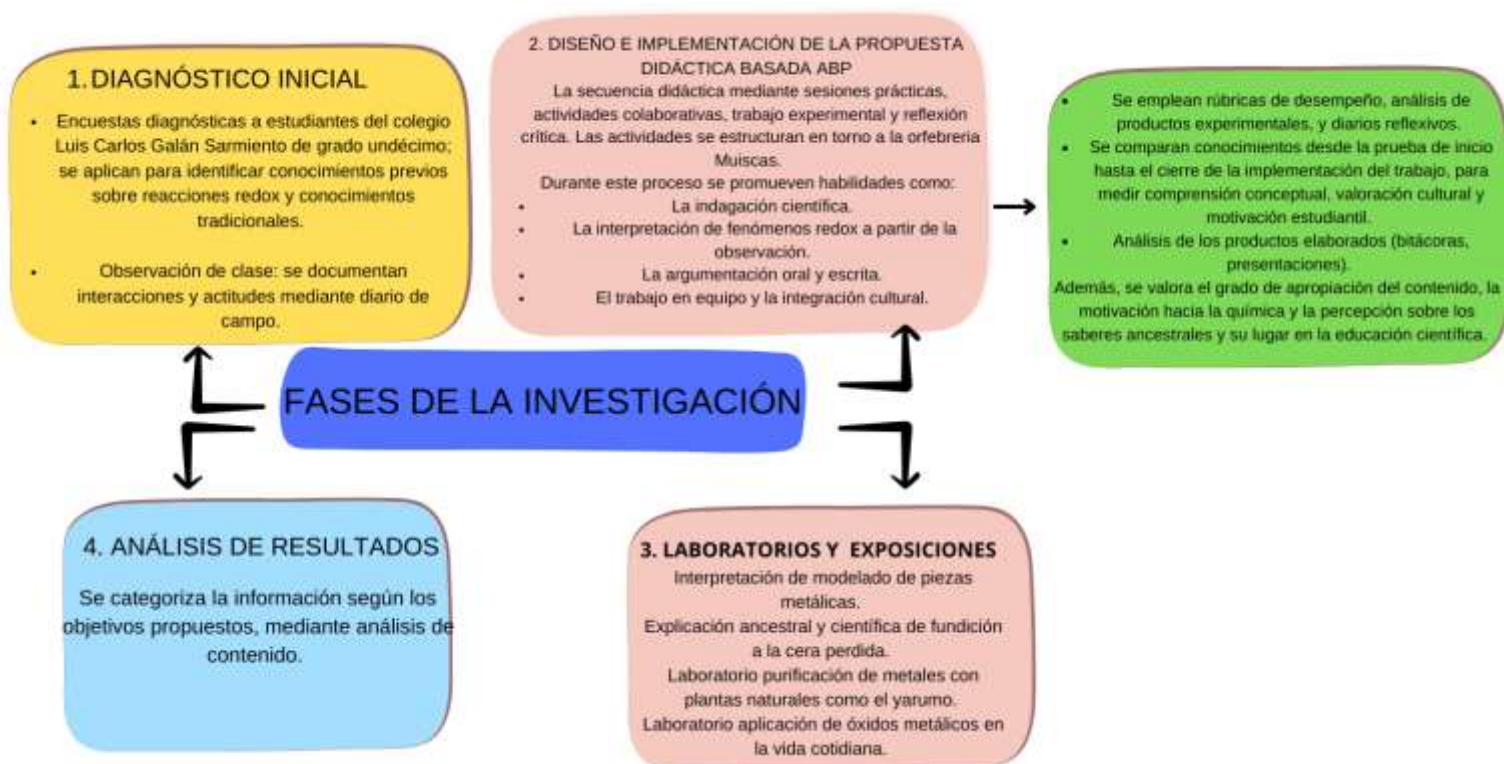 1. DIAGNÓSTICO INICIAL
• Encuestas diagnósticas a estudiantes del colegio
Luis Carlos Galán Sarmiento de grado undécimo;
se aplican para identificar conocimientos previos
sobre reacciones redox y conocimientos
tradicionales.
• Observación de clase: se documentan
interacciones y actitudes mediante diario de
campo.
2. DISEÑO E IMPLEMENTACIÓN DE LA PROPUESTA
DIDÁCTICA BASADA ABP
La secuencia didáctica mediante sesiones prácticas,
actividades colaborativas, trabajo experimental y reflexión
crítica. Las actividades se estructuran en torno a la orfebreria
Muiscas.
Durante este proceso se promueven habilidades como:
• La indagación científica.
• La interpretación de fenómenos redox a partir de la
observación.
• La argumentación oral y escrita.
• El trabajo en equipo y la integración cultural.
• Se emplean rúbricas de desempeño, análisis de
productos experimentales, y diarios reflexivos.
• Se comparan conocimientos desde la prueba de inicio
hasta el cierre de la implementación del trabajo, para
medir comprensión conceptual, valoración cultural y
motivación estudiantil.
• Análisis de los productos elaborados (bitácoras,
presentaciones).
Además, se valora el grado de apropiación del contenido, la
motivación hacia la química y la percepción sobre los
saberes ancestrales y su lugar en la educación científica.
FASES DE LA INVESTIGACIÓN
4. ANÁLISIS DE RESULTADOS
Se categoriza la información según los
objetivos propuestos, mediante análisis de
contenido.
3. LABORATORIOS Y EXPOSICIONES
Interpretación de modelado de piezas
metálicas.
Explicación ancestral y científica de fundición
a la cera perdida.
Laboratorio purificación de metales con
plantas naturales como el yarumo.
Laboratorio aplicación de óxidos metálicos en
la vida cotidiana.